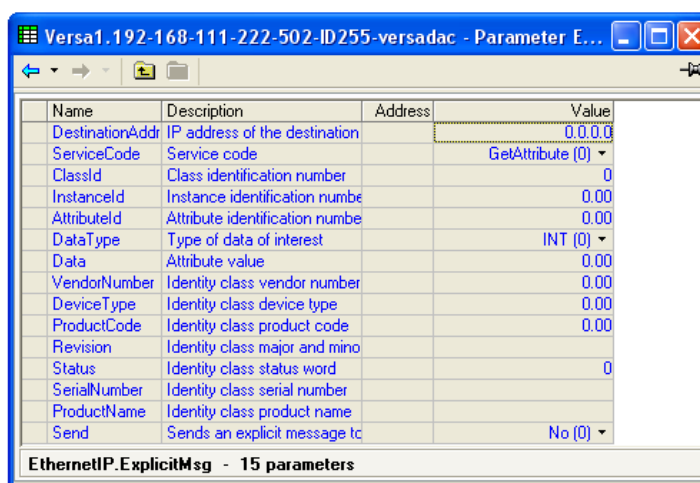 Versa1.192-168-111-222-502-ID255-versadac - Parameter E...
Name Description Address Value
DestinationAddr IP address of the destination 0.0.0.0
ServiceCode Service code GetAttribute (0)
ClassId Class identification number 0
InstanceId Instance identification numbe 0.00
AttributeId Attribute identification numbe 0.00
DataType Type of data of interest INT (0)
Data Attribute value 0.00
VendorNumber Identity class vendor number 0.00
DeviceType Identity class device type 0.00
ProductCode Identity class product code 0.00
Revision Identity class major and mino
Status Identity class status word 0
SerialNumber Identity class serial number
ProductName Identity class product name
Send Sends an explicit message to No (0)
EthernetIP.ExplicitMsg - 15 parameters